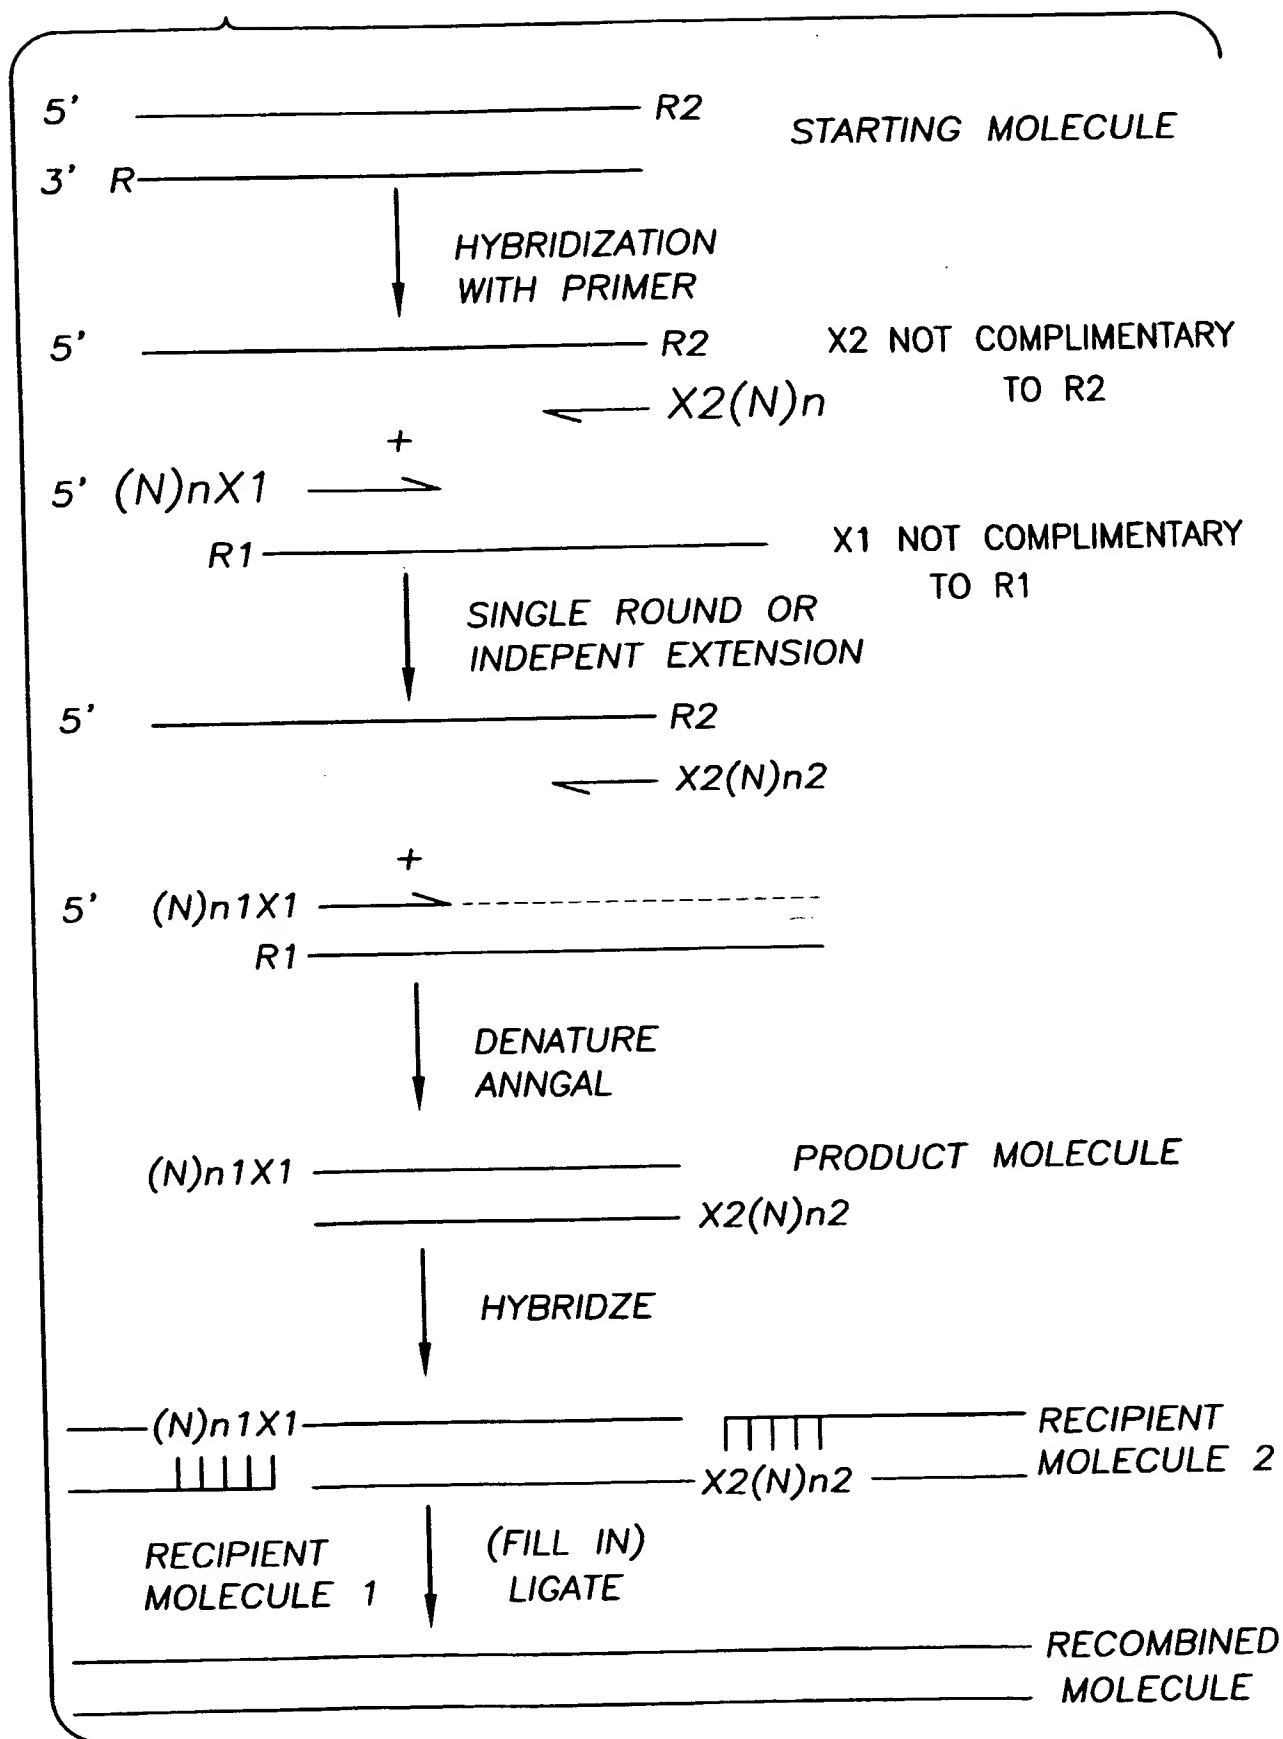 5' R2
STARTING MOLECULE
3' R
HYBRIDIZATION
WITH PRIMER
5' R2
X2 NOT COMPLIMENTARY
TO R2
X2(N)n
+
5' (N)nX1
R1
X1 NOT COMPLIMENTARY
TO R1
SINGLE ROUND OR
INDEPENT EXTENSION
5' R2
X2(N)n2
+
5' (N)n1X1
R1
DENATURE
ANNGAL
(N)n1X1
PRODUCT MOLECULE
X2(N)n2
HYBRIDZE
(N)n1X1
RECIPIENT
MOLECULE 2
X2(N)n2
RECIPIENT
MOLECULE 1
(FILL IN)
LIGATE
RECOMBINED
MOLECULE